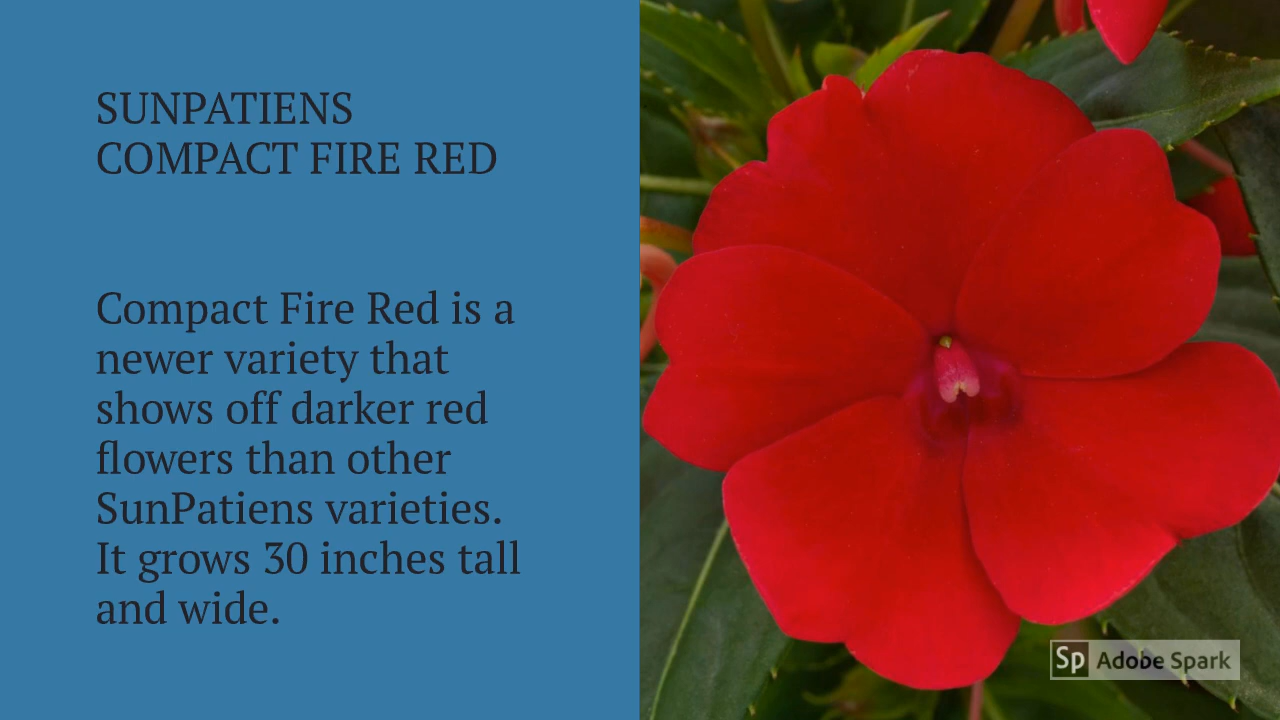 SUNPATIENS
COMPACT FIRE RED
Compact Fire Red is a
newer variety that
shows off darker red
flowers than other
SunPatiens varieties.
It grows 30 inches tall
and wide.
Sp Adobe Spark